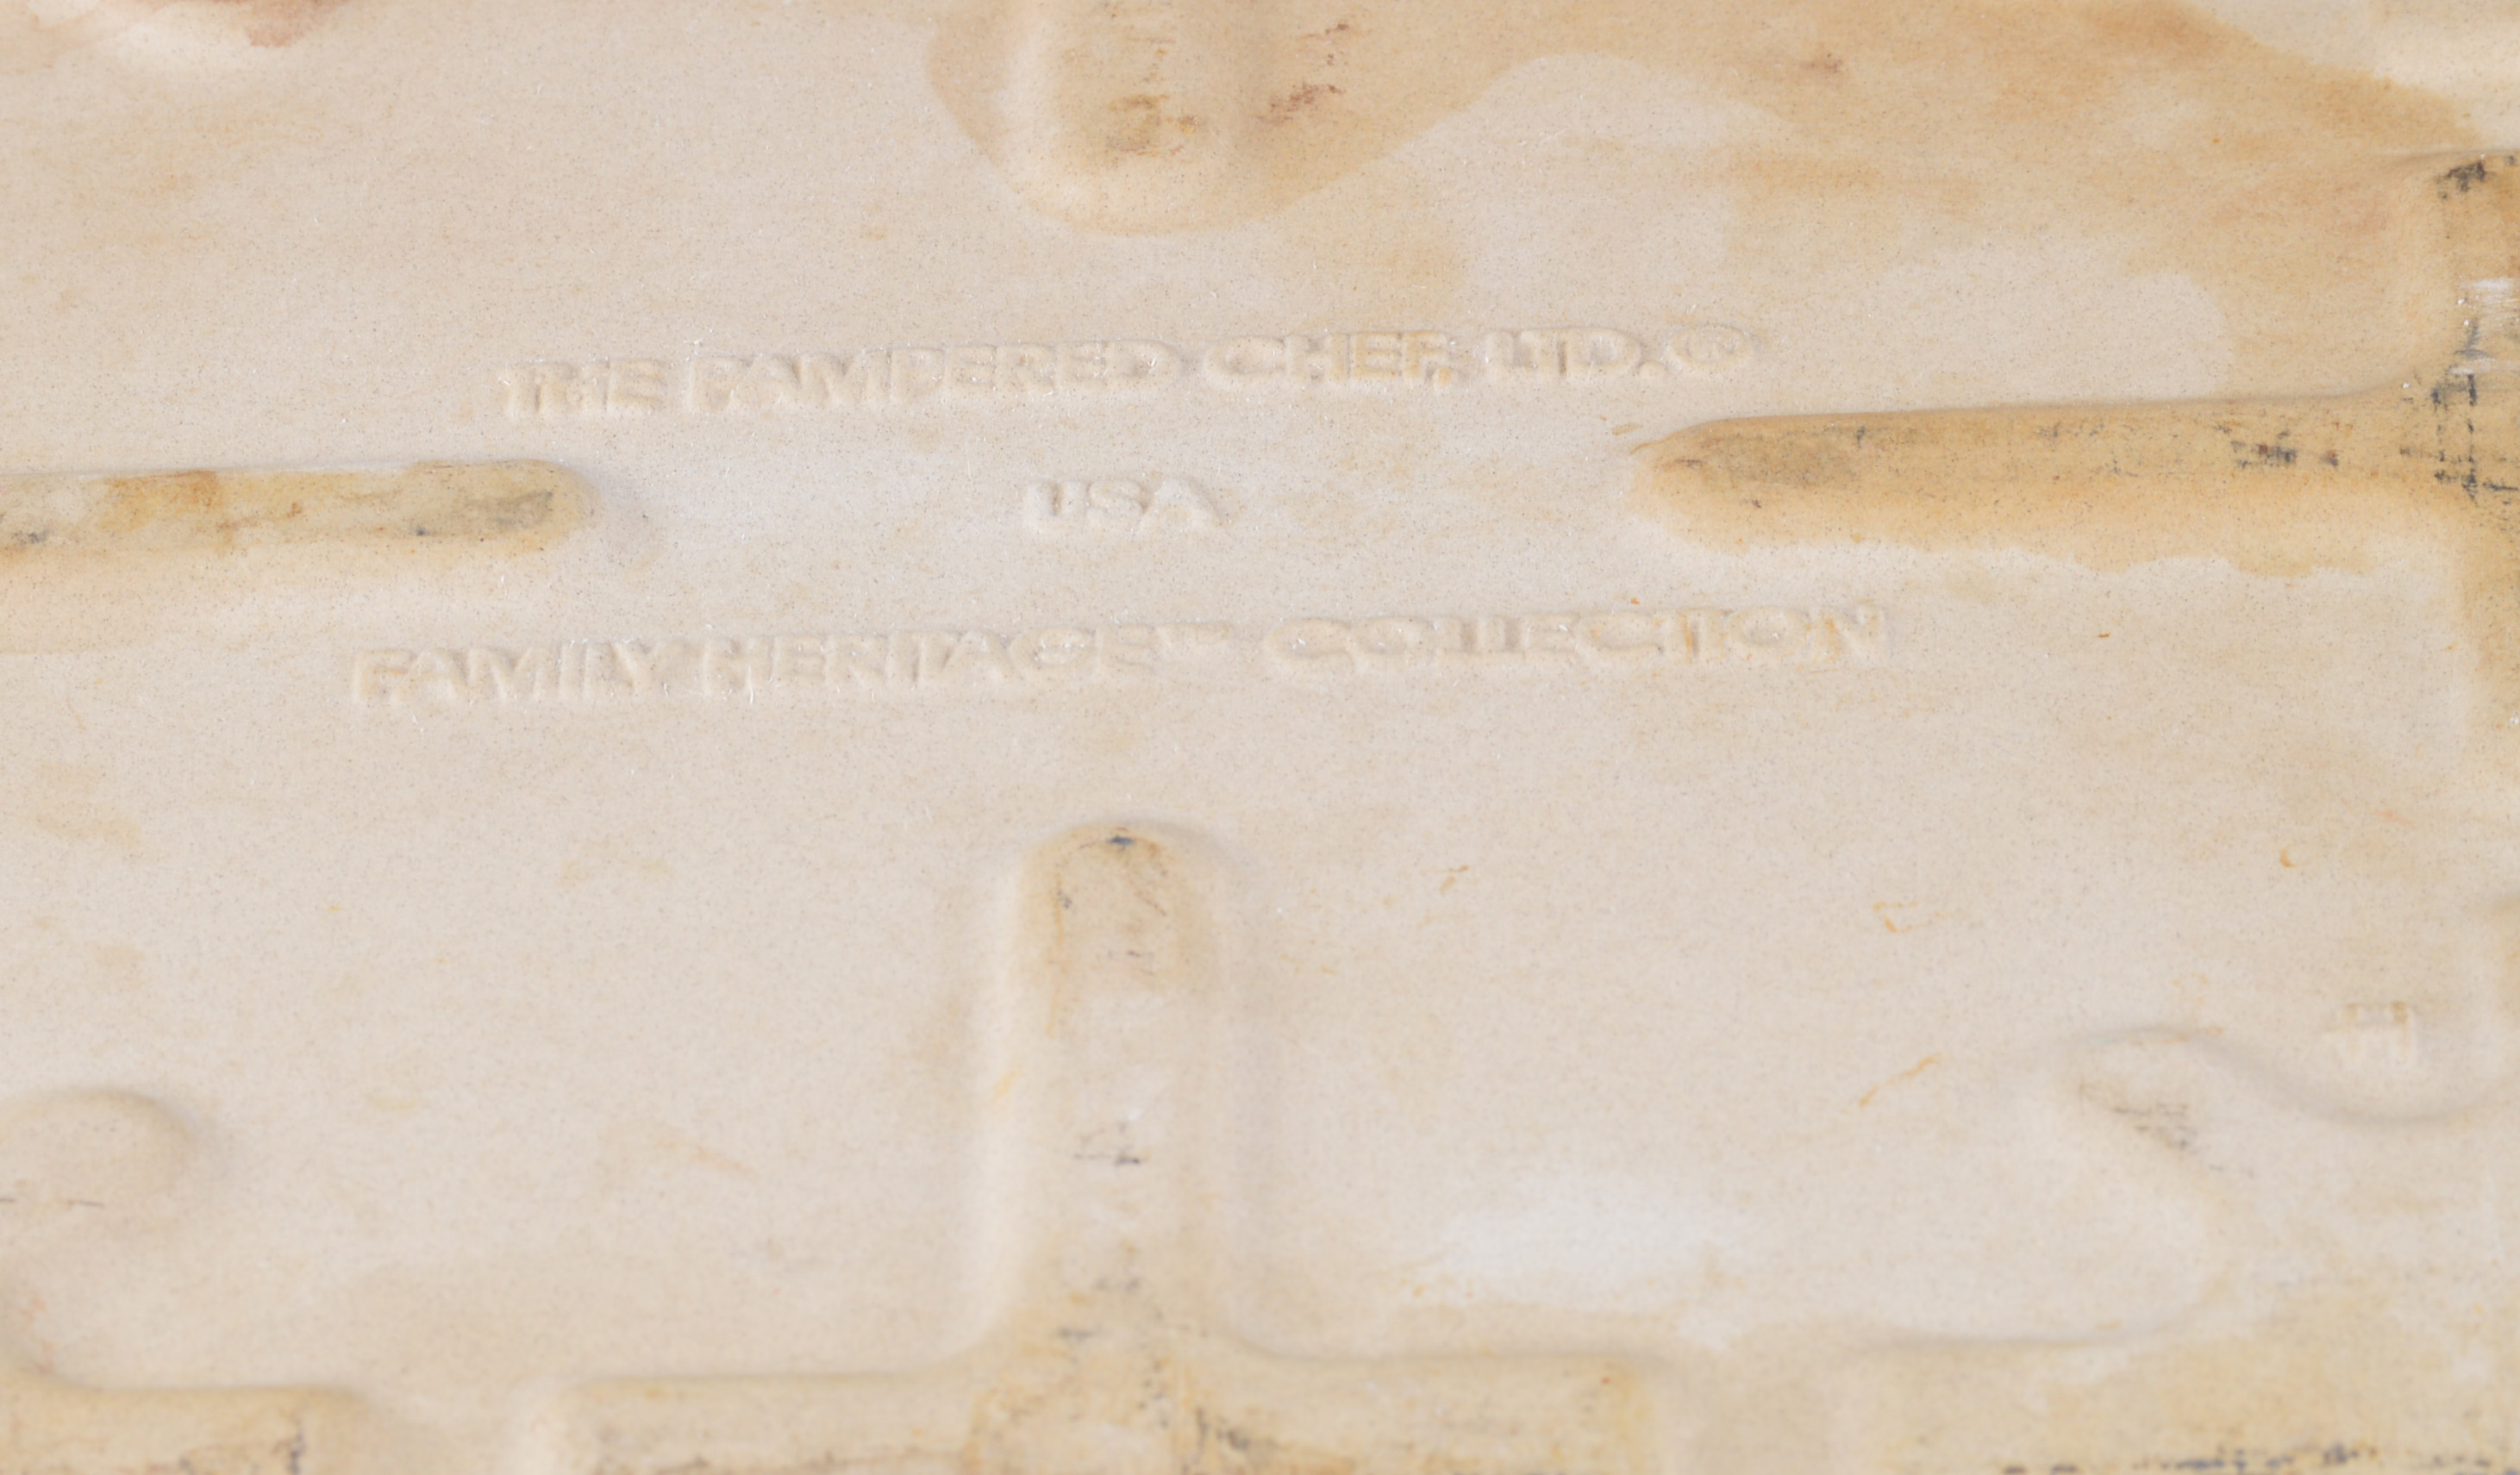 THE PAMPERED CHEF, LTD.®
USA
FAMILY HERITAGE™ COLLECTION